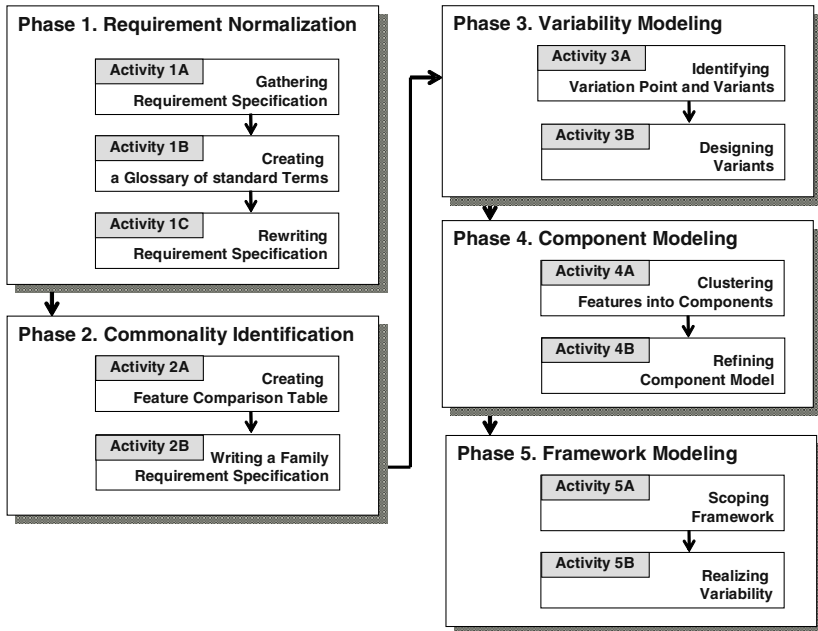 Phase 1. Requirement Normalization
Activity 1A
Gathering
Requirement Specification
Activity 1B
Creating
a Glossary of standard Terms
Activity 1C
Rewriting
Requirement Specification
Phase 2. Commonality Identification
Activity 2A
Creating
Feature Comparison Table
Activity 2B
Writing a Family
Requirement Specification
Phase 3. Variability Modeling
Activity 3A
Identifying
Variation Point and Variants
Activity 3B
Designing
Variants
Phase 4. Component Modeling
Activity 4A
Clustering
Features into Components
Activity 4B
Refining
Component Model
Phase 5. Framework Modeling
Activity 5A
Scoping
Framework
Activity 5B
Realizing
Variability